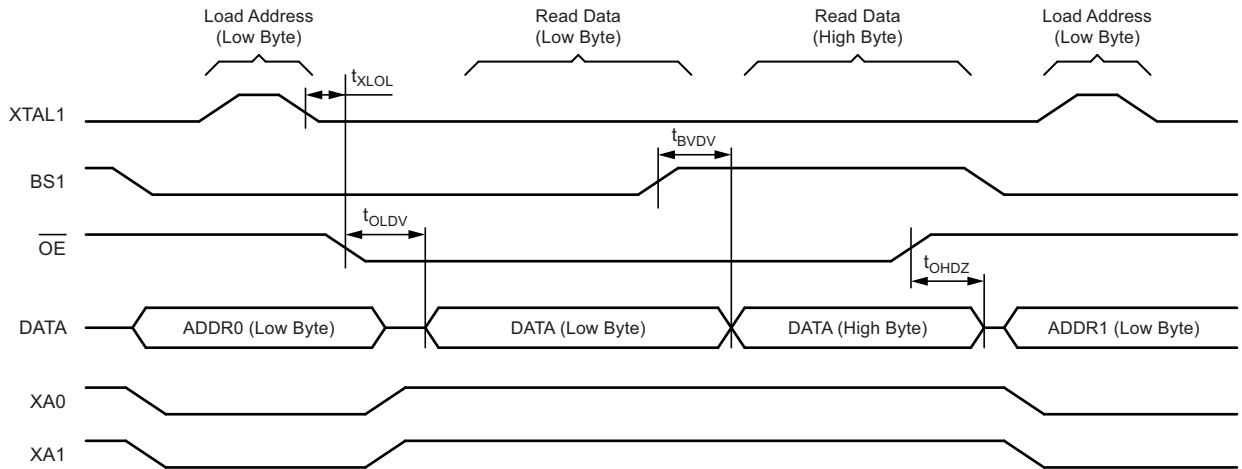 Load Address
(Low Byte)
Read Data
(Low Byte)
Read Data
(High Byte)
Load Address
(Low Byte)
tXLOL
XTAL1
tBVDV
BS1
tOLDV
OE
tOHDZ
DATA
ADDR0 (Low Byte)
DATA (Low Byte)
DATA (High Byte)
ADDR1 (Low Byte)
XA0
XA1